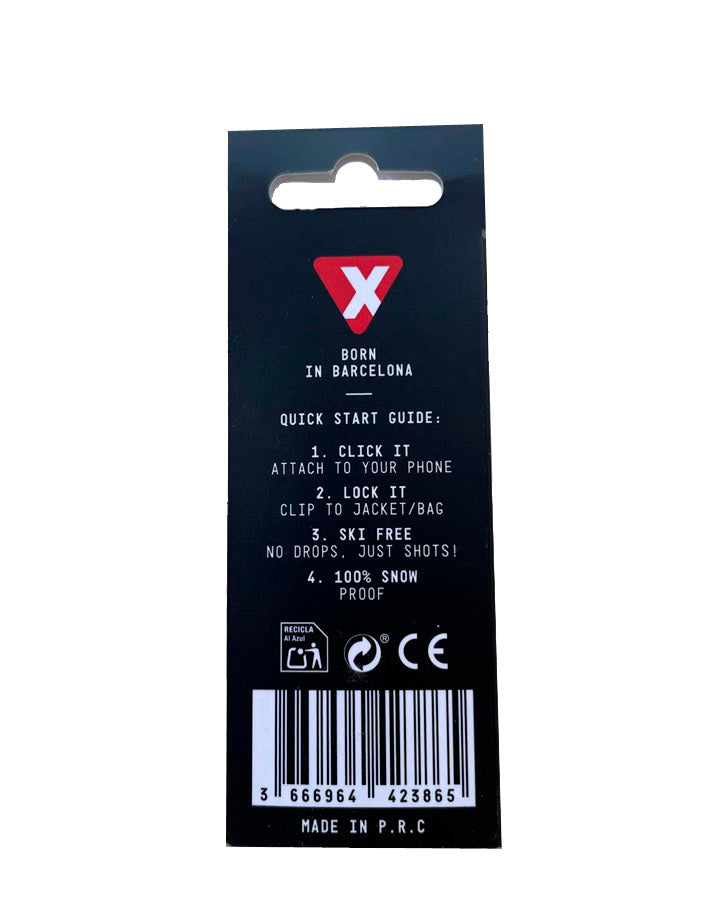 X
BORN
IN BARCELONA
QUICK START GUIDE:
1. CLICK IT
ATTACH TO YOUR PHONE
2. LOCK IT
CLIP TO JACKET/BAG
3. SKI FREE
NO DROPS, JUST SHOTS!
4. 100% SNOW
PROOF
RECICLA
Al Azul
® CE
3 666964 423865
MADE IN P.R.C